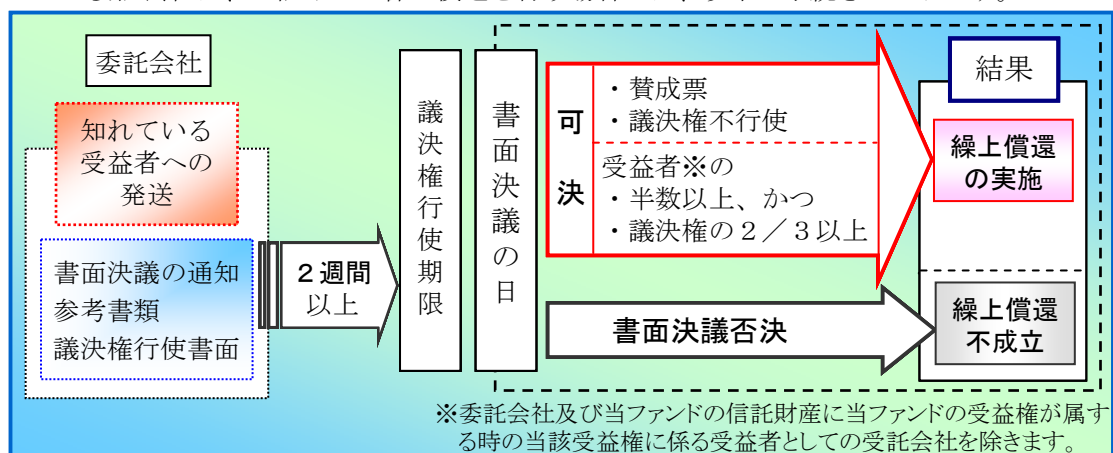 委託会社
知れている
受益者への
発送
書面決議の通知
参考書類
議決権行使書面
２週間
以上
議決権行使期限
書面決議の日
可決
・賛成票
・議決権不行使
受益者※の
・半数以上、かつ
・議決権の２／３以上
書面決議否決
結果
繰上償還
の実施
繰上償還
不成立
※委託会社及び当ファンドの信託財産に当ファンドの受益権が属す
る時の当該受益権に係る受益者としての受託会社を除きます。